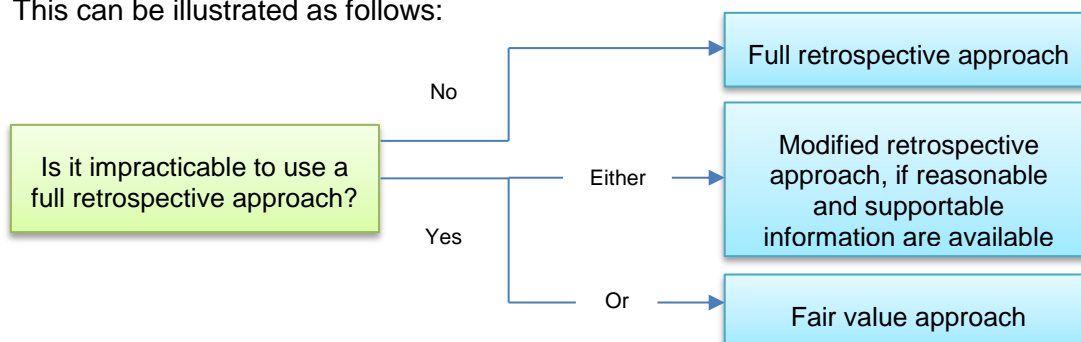 This can be illustrated as follows:
No
Full retrospective approach
Is it impracticable to use a
full retrospective approach?
Either
Modified retrospective
approach, if reasonable
and supportable
information are available
Yes
Or
Fair value approach